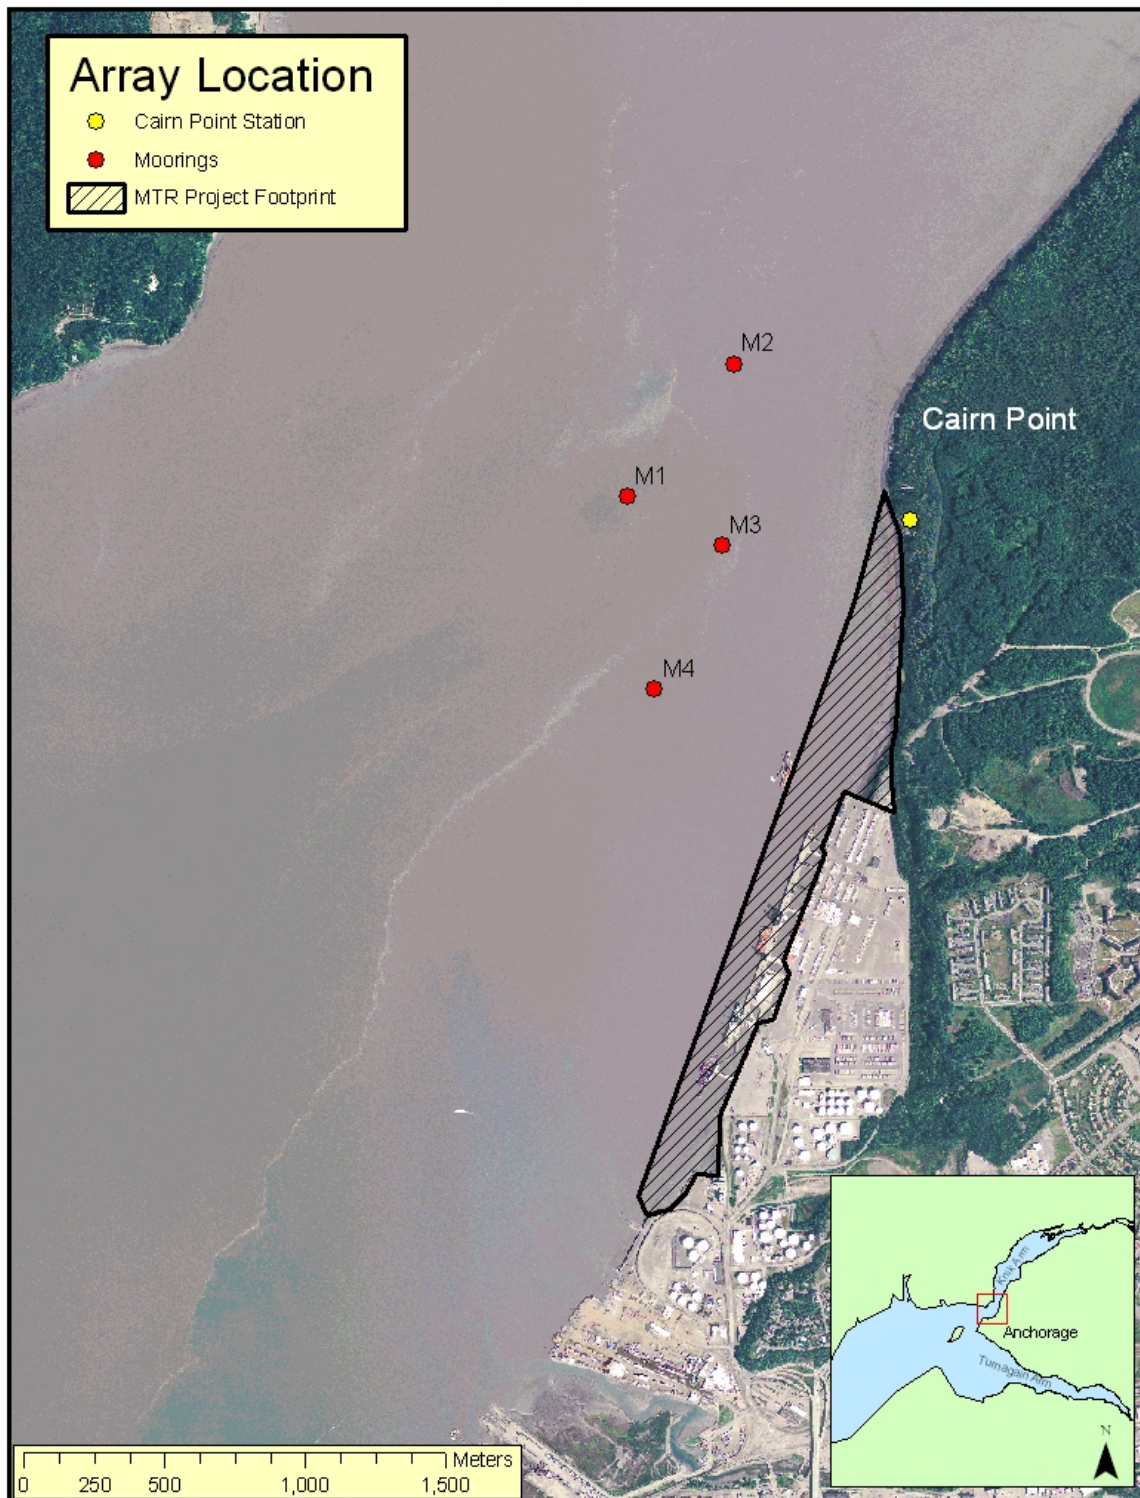 Array Location
Cairn Point Station
Moorings
MTR Project Footprint
M2
Cairn Point
M1
M3
M4
Knik Arm
Anchorage
Turnagain Arm
N
Meters
0 250 500 1,000 1,500